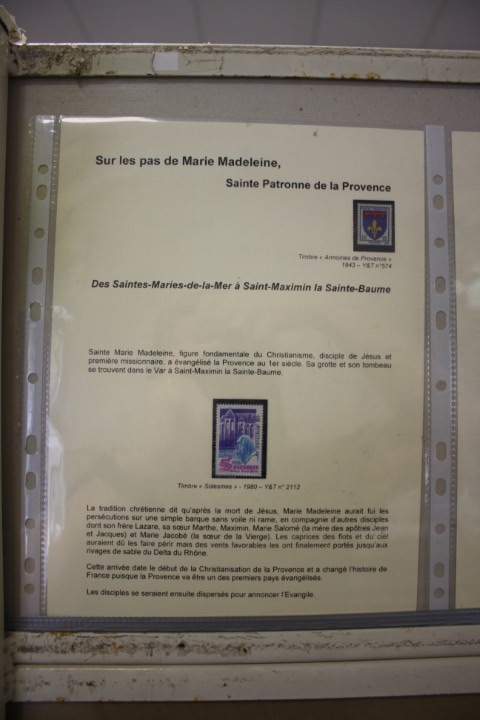 Sur les pas de Marie Madeleine,
Sainte Patronne de la Provence
Timbre « Armoiries de Provence »
1943 – Y&T n°574
Des Saintes-Maries-de-la-Mer à Saint-Maximin la Sainte-Baume
Sainte Marie Madeleine, figure fondamentale du Christianisme, disciple de Jésus et
première missionnaire, a évangélisé la Provence au 1er siècle. Sa grotte et son tombeau
se trouvent dans le Var à Saint-Maximin la Sainte-Baume.
Timbre « Solesmes » - 1980 – Y&T n° 2112
La tradition chrétienne dit qu'après la mort de Jésus, Marie Madeleine aurait fui les
persécutions sur une simple barque sans voile ni rame, en compagnie d'autres disciples
dont son frère Lazare, sa sœur Marthe, Maximin, Marie Salomé (la mère des apôtres Jean
et Jacques) et Marie Jacobé (la sœur de la Vierge). Les caprices des flots et du ciel
auraient dû les faire périr mais des vents favorables les ont finalement portés jusqu'aux
rivages de sable du Delta du Rhône.
Cette arrivée date le début de la Christianisation de la Provence et a changé l'histoire de
France puisque la Provence va être un des premiers pays évangélisés.
Les disciples se seraient ensuite dispersés pour annoncer l'Evangile.